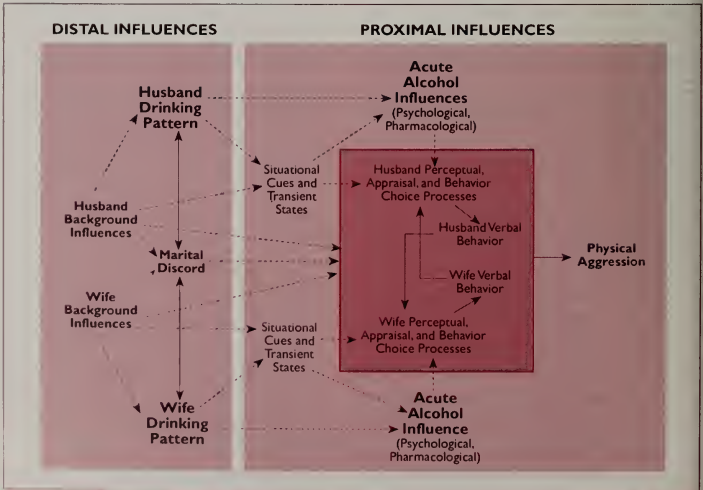 DISTAL INFLUENCES
PROXIMAL INFLUENCES
Husband
Drinking
Pattern
Husband
Background
Influences
Marital
Discord
Wife
Background
Influences
Wife
Drinking
Pattern
Acute
Alcohol
Influences
(Psychological,
Pharmacological)
Situational
Cues and
Transient
States
Husband Perceptual,
Appraisal, and Behavior
Choice Processes
Husband Verbal
Behavior
Wife Verbal
Behavior
Wife Perceptual,
Appraisal, and Behavior
Choice Processes
Situational
Cues and
Transient
States
Acute
Alcohol
Influence
(Psychological,
Pharmacological)
Physical
Aggression